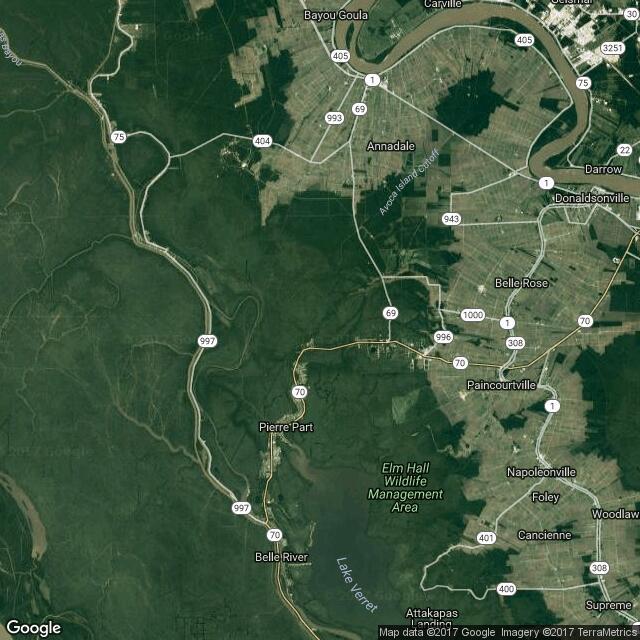 Carville
Geismar
Bayou Goula
30
405
405
3251
Bayou
1
75
69
993
75
404
Annadale
22
Avoca Island Cutoff
Darrow
1
Donaldsonville
943
Belle Rose
69
1000
1
70
997
996
308
70
Paincourtville
70
1
Pierre Part
Elm Hall
Wildlife
Management
Area
Napoleonville
Foley
997
Woodlaw
70
401
Cancienne
Belle River
Lake Verret
308
400
Supreme
Attakapas
Landing
Google
Map data ©2017 Google Imagery ©2017 TerraMetrics